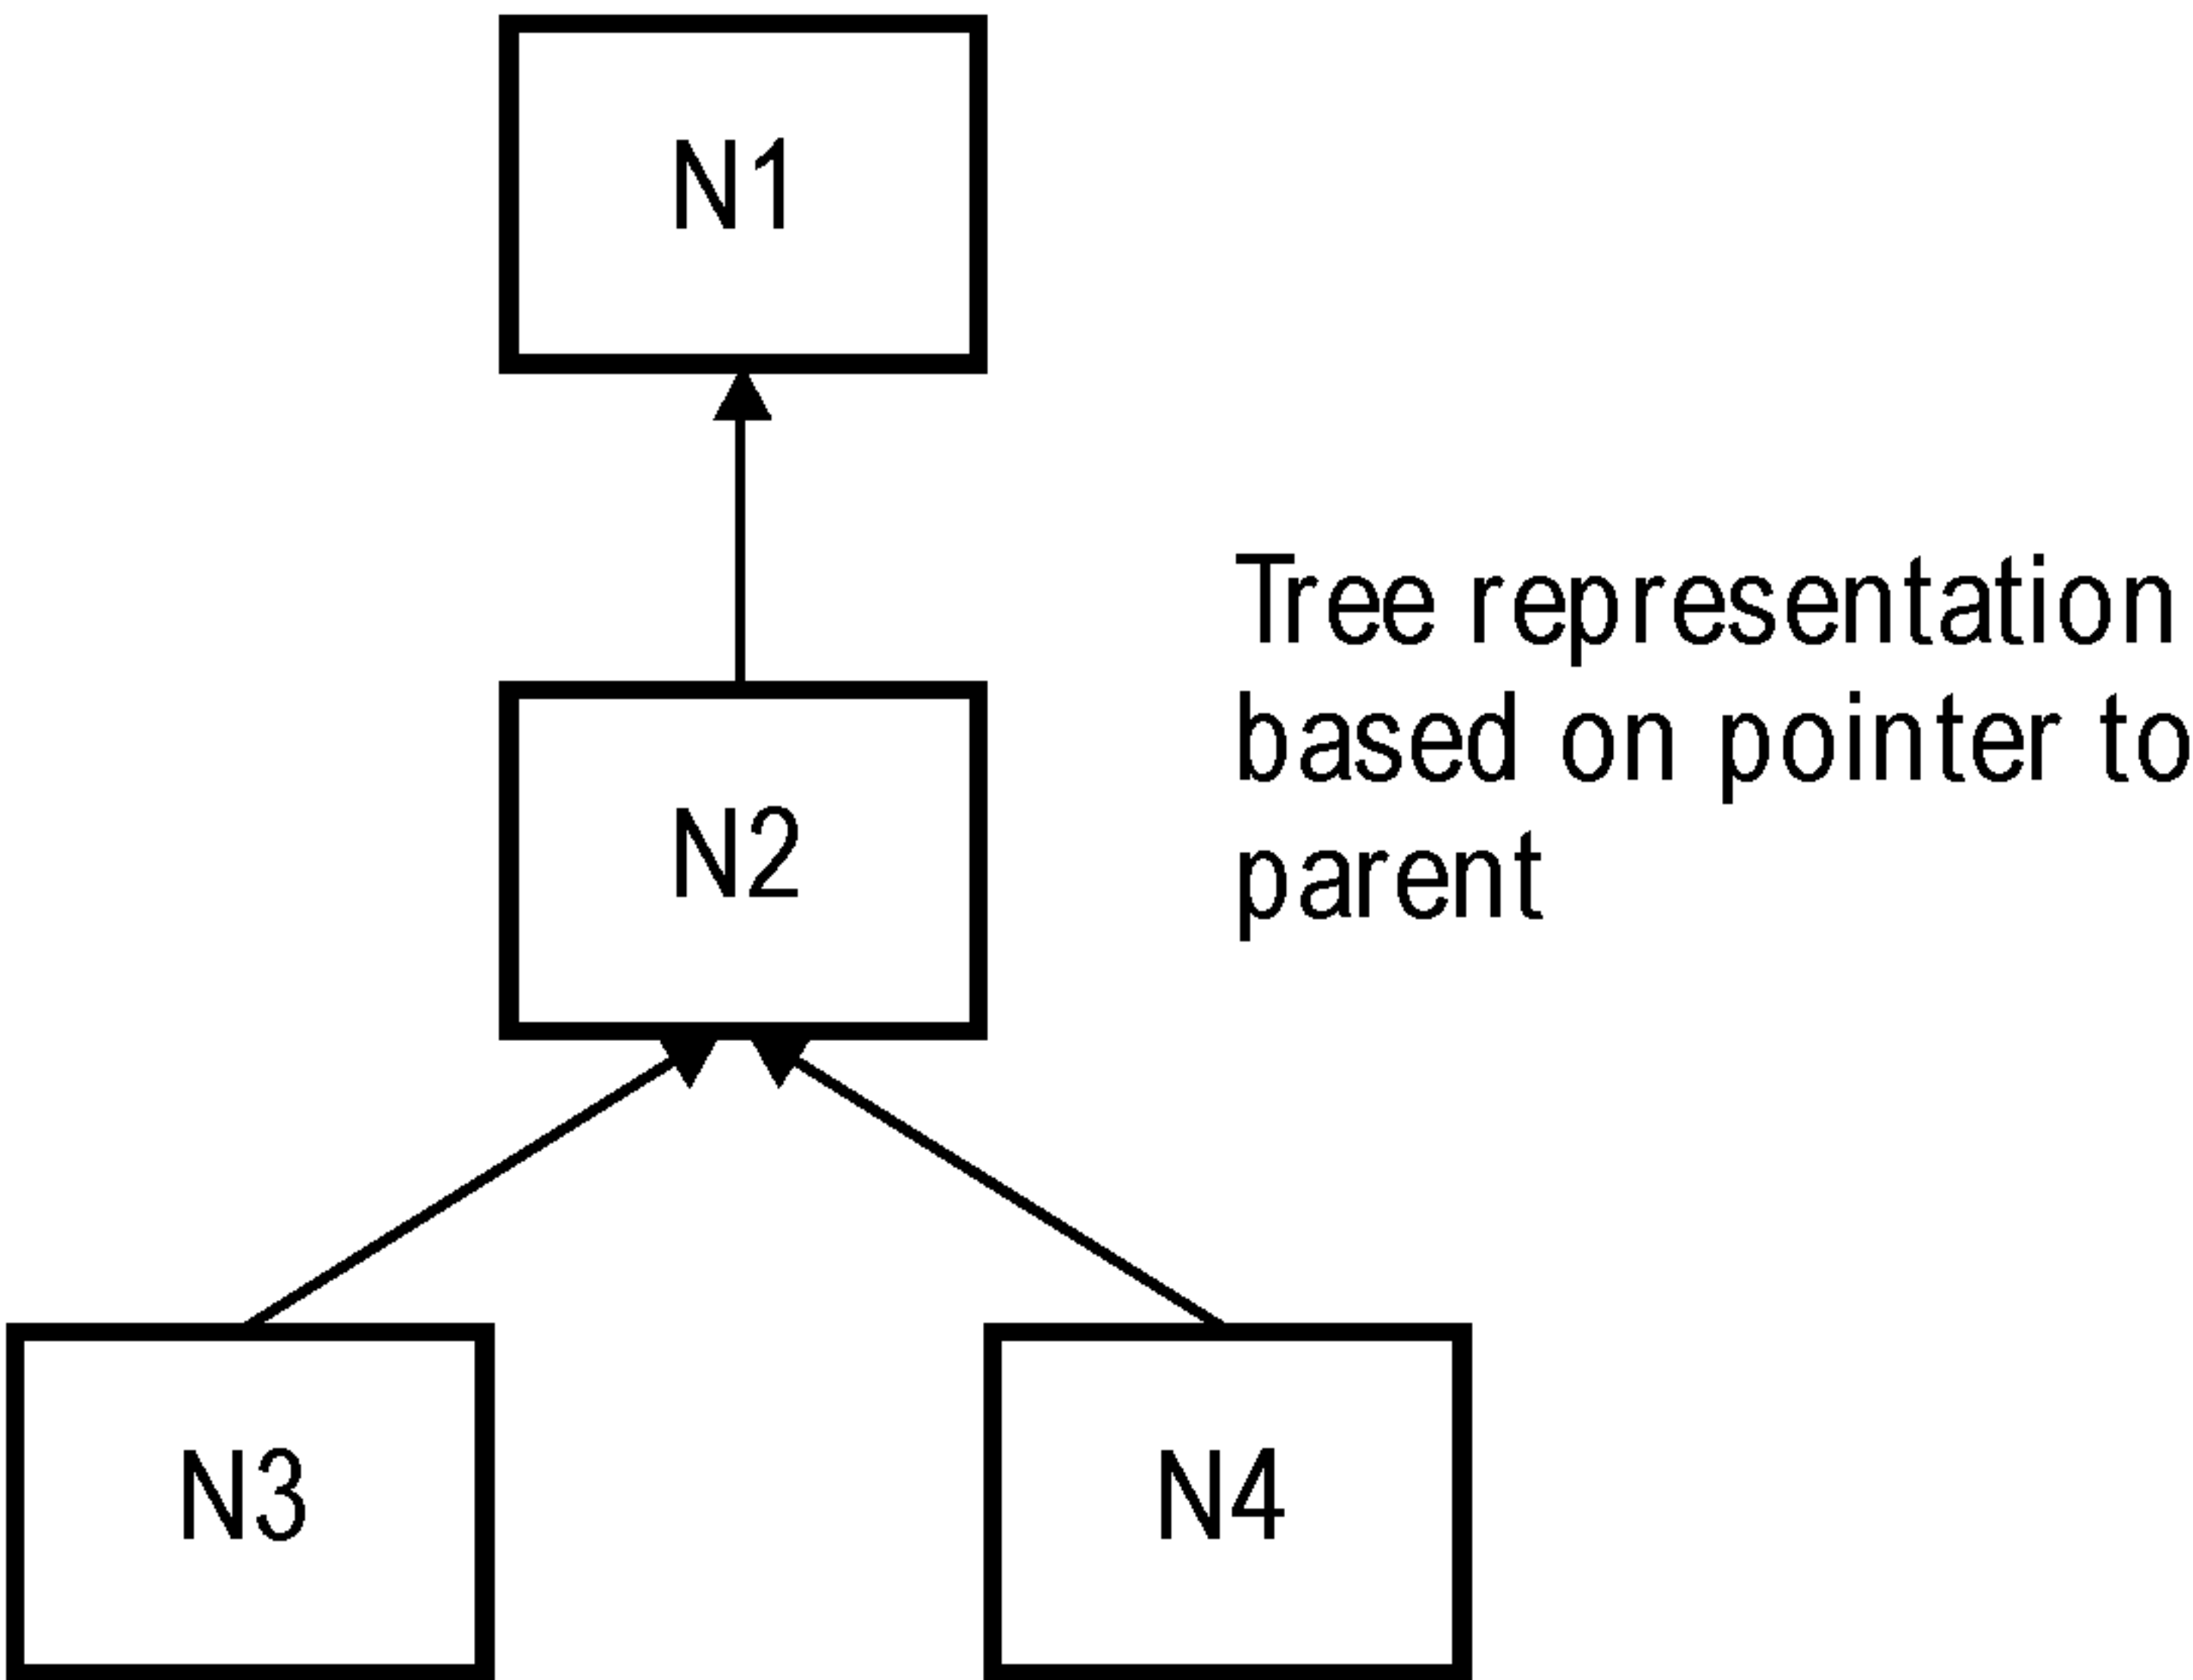 N1
Tree representation
based on pointer to
parent
N2
N3
N4